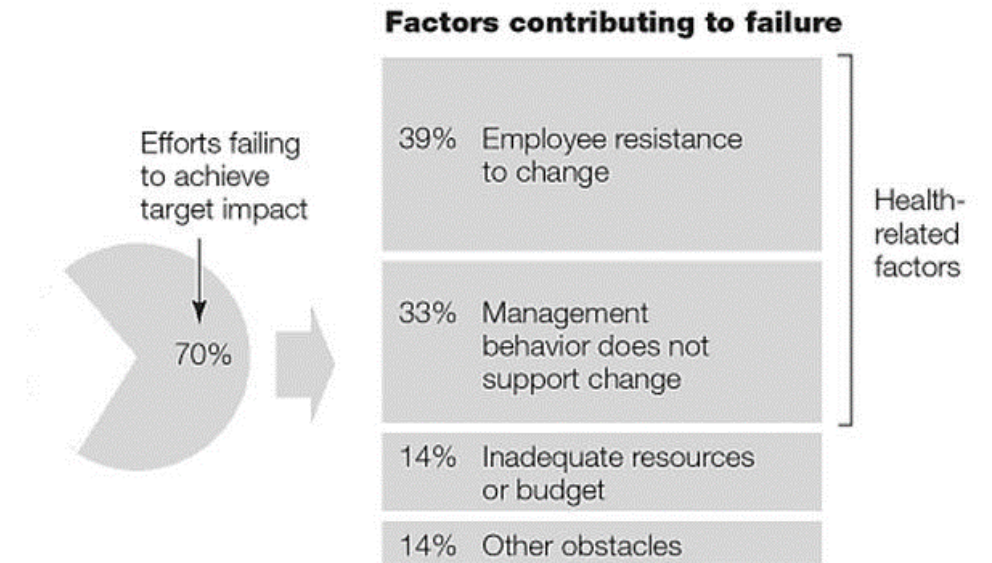 Factors contributing to failure
Efforts failing
to achieve
target impact
70%
39% Employee resistance
to change
33% Management
behavior does not
support change
14% Inadequate resources
or budget
14% Other obstacles
Health-
related
factors